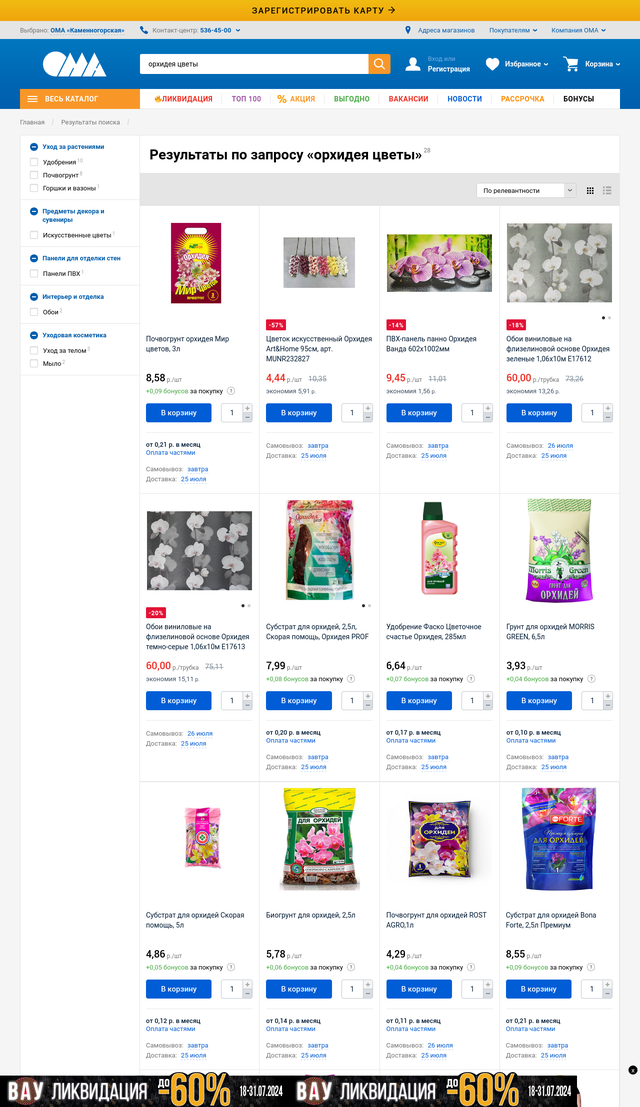 ЗАРЕГИСТРИРОВАТЬ КАРТУ →
Выбрано: ОМА «Каменногорская»
Контакт-центр: 536-45-00
Адреса магазинов
Покупателям
Компания ОМА
ОМА
орхидея цветы
Вход или
Регистрация
Избранное
Корзина
ВЕСЬ КАТАЛОГ
ЛИКВИДАЦИЯ
ТОП 100
% АКЦИЯ
ВЫГОДНО
ВАКАНСИИ
НОВОСТИ
РАССРОЧКА
БОНУСЫ
Главная / Результаты поиска /
Уход за растениями
Удобрения
Почвогрунт
Горшки и вазоны 1
Предметы декора и
сувениры
Искусственные цветы 1
Панели для отделки стен
Панели ПВХ 1
Интерьер и отделка
Обои 2
Уходовая косметика
Уход за телом
Мыло 2
Результаты по запросу «орхидея цветы» 28
По релевантности
Почвогрунт орхидея Мир
цветов, 3л
8,58 р./шт
+0,09 бонусов за покупку
В корзину
1
от 0,21 р. в месяц
Оплата частями
Самовывоз: завтра
Доставка: 25 июля
-57%
Цветок искусственный Орхидея
Art&Home 95см, арт.
MUNR232827
4,44 р./шт 10,35
экономия 5,91 р.
В корзину
1
Самовывоз: завтра
Доставка: 25 июля
-14%
ПВХ-панель панно Орхидея
Ванда 602х1002мм
9,45 р./шт 11,01
экономия 1,56 р.
В корзину
1
Самовывоз: завтра
Доставка: 25 июля
-18%
Обои виниловые на
флизелиновой основе Орхидея
зеленые 1,06х10м E17612
60,00 р./трубка 73,26
экономия 13,26 р.
В корзину
1
Самовывоз: 26 июля
Доставка: 25 июля
-20%
Обои виниловые на
флизелиновой основе Орхидея
темно-серые 1,06х10м E17613
60,00 р./трубка 75,11
экономия 15,11 р.
В корзину
1
Самовывоз: 26 июля
Доставка: 25 июля
Субстрат для орхидей, 2,5л,
Скорая помощь, Орхидея PROF
7,99 р./шт
+0,08 бонусов за покупку
В корзину
1
от 0,20 р. в месяц
Оплата частями
Самовывоз: завтра
Доставка: 25 июля
Удобрение Фаско Цветочное
счастье Орхидея, 285мл
6,64 р./шт
+0,07 бонусов за покупку
В корзину
1
от 0,17 р. в месяц
Оплата частями
Самовывоз: завтра
Доставка: 25 июля
Morris Green
ГРУНТ ДЛЯ
ОРХИДЕЙ
Грунт для орхидей MORRIS
GREEN, 6,5л
3,93 р./шт
+0,04 бонусов за покупку
В корзину
1
от 0,10 р. в месяц
Оплата частями
Самовывоз: завтра
Доставка: 25 июля
Субстрат для орхидей Скорая
помощь, 5л
4,86 р./шт
+0,05 бонусов за покупку
В корзину
1
от 0,12 р. в месяц
Оплата частями
Самовывоз: завтра
Доставка: 25 июля
ДЛЯ ОРХИДЕЙ
Биогрунт для орхидей, 2,5л
5,78 р./шт
+0,06 бонусов за покупку
В корзину
1
от 0,14 р. в месяц
Оплата частями
Самовывоз: завтра
Доставка: 25 июля
ДЛЯ
ОРХИДЕИ
Почвогрунт для орхидей ROST
AGRO,1л
4,29 р./шт
+0,04 бонусов за покупку
В корзину
1
от 0,11 р. в месяц
Оплата частями
Самовывоз: 26 июля
Доставка: 25 июля
FORTE
ДЛЯ ОРХИДЕЙ
Субстрат для орхидей Bona
Forte, 2,5л Премиум
8,55 р./шт
+0,09 бонусов за покупку
В корзину
1
от 0,21 р. в месяц
Оплата частями
Самовывоз: завтра
Доставка: 25 июля
ВАУ ЛИКВИДАЦИЯ до -60% 18-31.07.2024 ВАУ ЛИКВИДАЦИЯ до -60% 18-31.07.2024